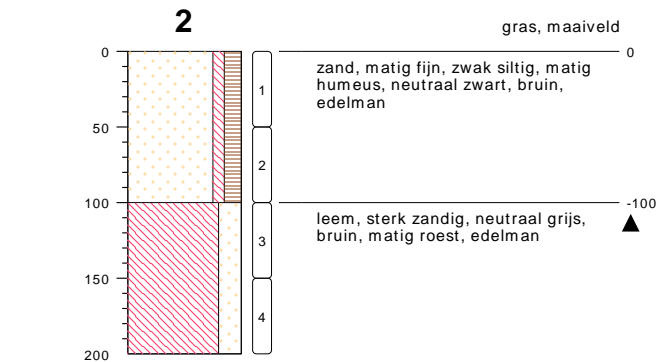 2
gras, maaiveld
0
0
zand, matig fijn, zwak siltig, matig
humeus, neutraal zwart, bruin,
edelman
1
50
2
100
-100
leem, sterk zandig, neutraal grijs,
bruin, matig roest, edelman
3
150
4
200